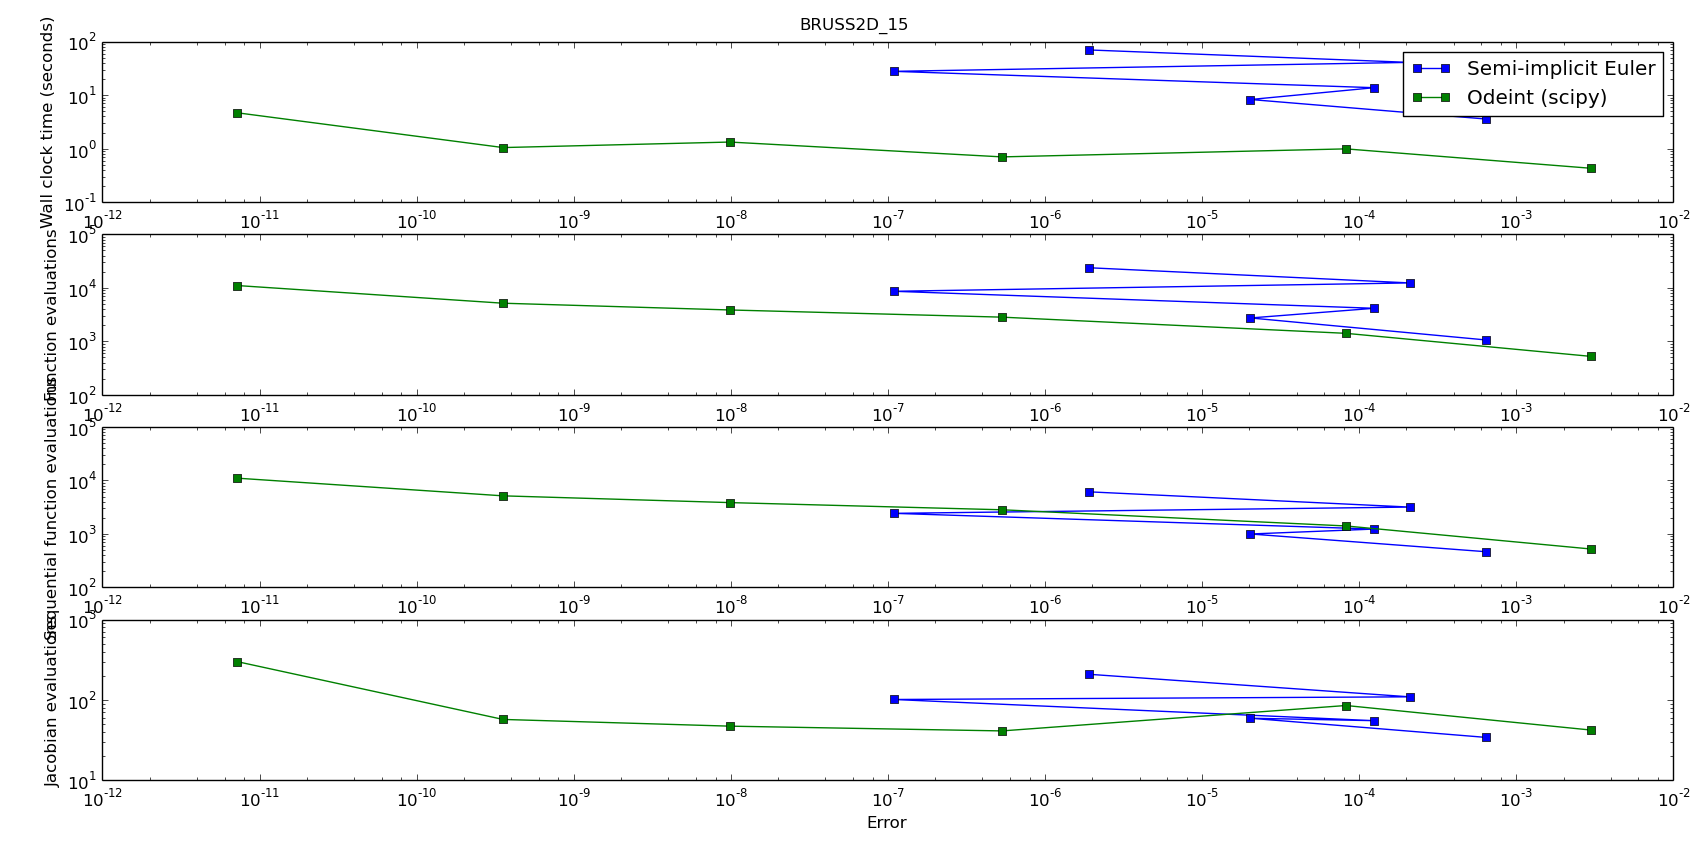 BRUSS2D_15
Wall clock time (seconds)
10^2
10^1
10^0
10^-1
Semi-implicit Euler
Odeint (scipy)
10^-12 10^-11 10^-10 10^-9 10^-8 10^-7 10^-6 10^-5 10^-4 10^-3 10^-2
Function evaluations
10^5
10^4
10^3
10^2
10^-12 10^-11 10^-10 10^-9 10^-8 10^-7 10^-6 10^-5 10^-4 10^-3 10^-2
Sequential function evaluations
10^5
10^4
10^3
10^2
10^-12 10^-11 10^-10 10^-9 10^-8 10^-7 10^-6 10^-5 10^-4 10^-3 10^-2
Jacobian evaluations
10^3
10^2
10^1
10^-12 10^-11 10^-10 10^-9 10^-8 10^-7 10^-6 10^-5 10^-4 10^-3 10^-2
Error